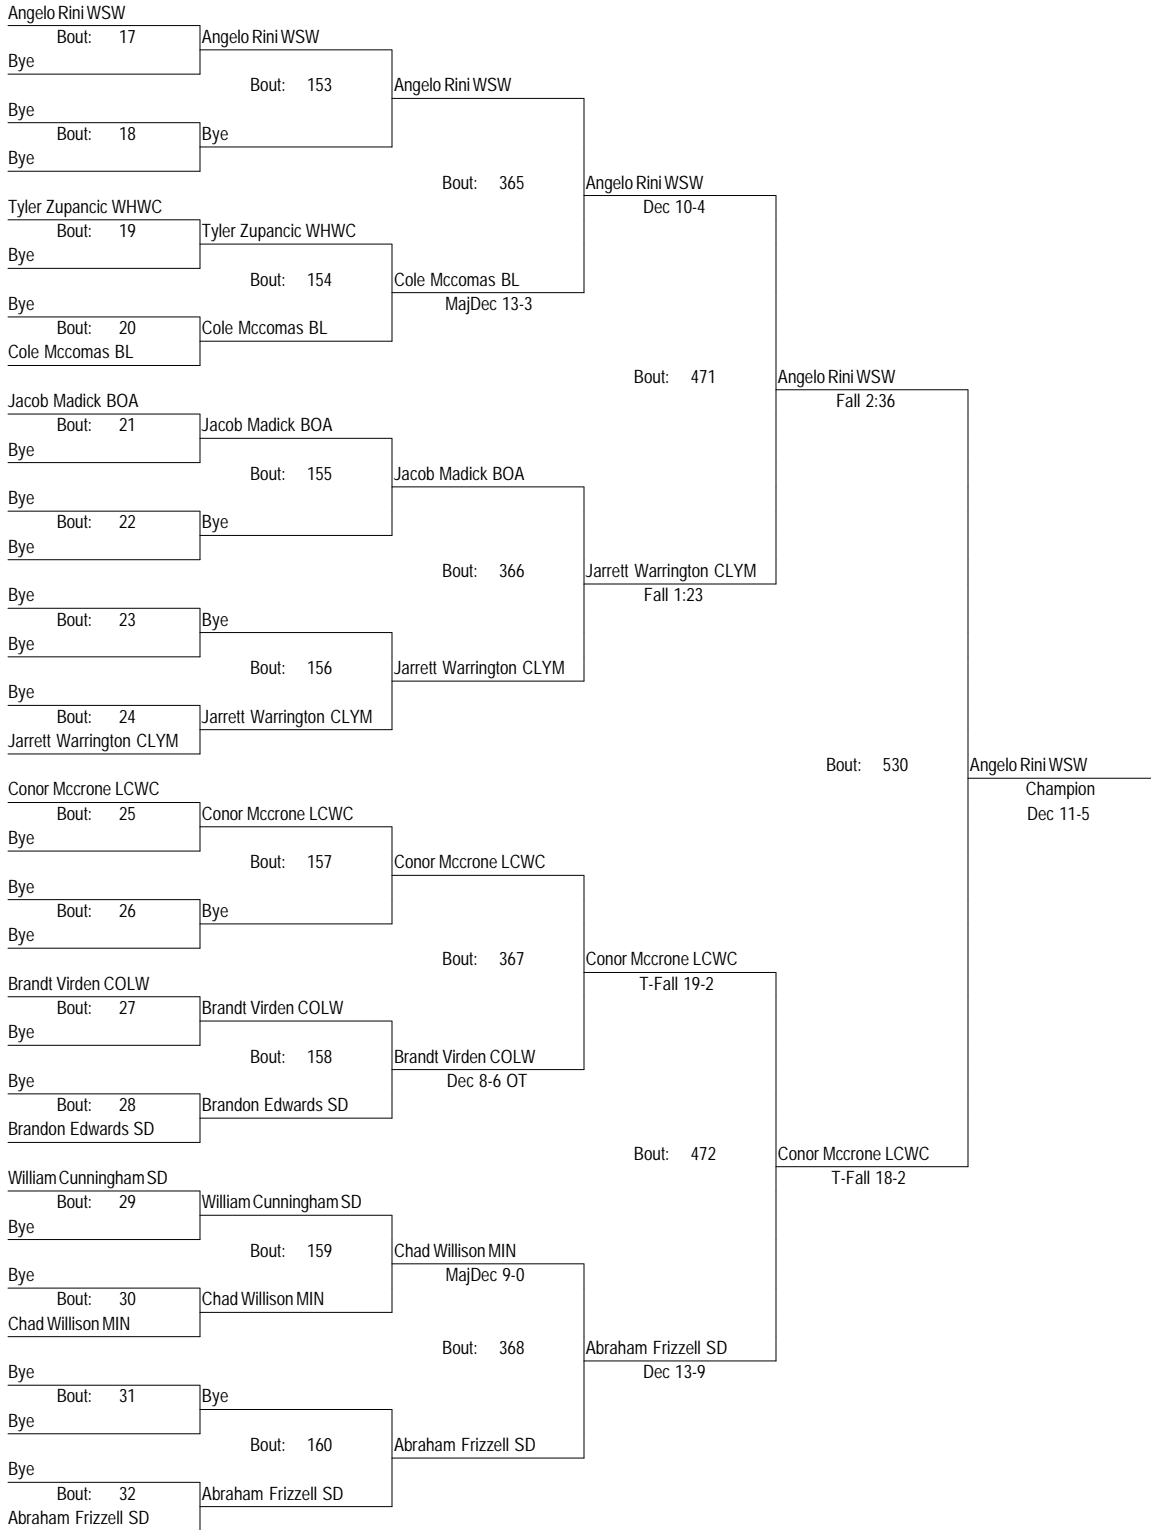 Angelo Rini WSW
Bout: 17 Angelo Rini WSW
Bye
Bout: 153 Angelo Rini WSW
Bye
Bout: 18 Bye
Bye
Bout: 365 Angelo Rini WSW
Dec 10-4
Tyler Zupancic WHWC
Bout: 19 Tyler Zupancic WHWC
Bye
Bout: 154 Cole Mccomas BL
MajDec 13-3
Bye
Bout: 20 Cole Mccomas BL
Cole Mccomas BL
Bout: 471 Angelo Rini WSW
Fall 2:36
Jacob Madick BOA
Bout: 21 Jacob Madick BOA
Bye
Bout: 155 Jacob Madick BOA
Bye
Bout: 22 Bye
Bye
Bout: 366 Jarrett Warrington CLYM
Fall 1:23
Bye
Bout: 23 Bye
Bye
Bout: 156 Jarrett Warrington CLYM
Bye
Bout: 24 Jarrett Warrington CLYM
Jarrett Warrington CLYM
Bout: 530 Angelo Rini WSW
Champion
Dec 11-5
Conor Mccrone LCWC
Bout: 25 Conor Mccrone LCWC
Bye
Bout: 157 Conor Mccrone LCWC
Bye
Bout: 26 Bye
Bye
Bout: 367 Conor Mccrone LCWC
T-Fall 19-2
Brandt Virden COLW
Bout: 27 Brandt Virden COLW
Bye
Bout: 158 Brandt Virden COLW
Dec 8-6 OT
Bye
Bout: 28 Brandon Edwards SD
Brandon Edwards SD
Bout: 472 Conor Mccrone LCWC
T-Fall 18-2
William Cunningham SD
Bout: 29 William Cunningham SD
Bye
Bout: 159 Chad Willison MIN
MajDec 9-0
Bye
Bout: 30 Chad Willison MIN
Chad Willison MIN
Bout: 368 Abraham Frizzell SD
Dec 13-9
Bye
Bout: 31 Bye
Bye
Bout: 160 Abraham Frizzell SD
Bye
Bout: 32 Abraham Frizzell SD
Abraham Frizzell SD